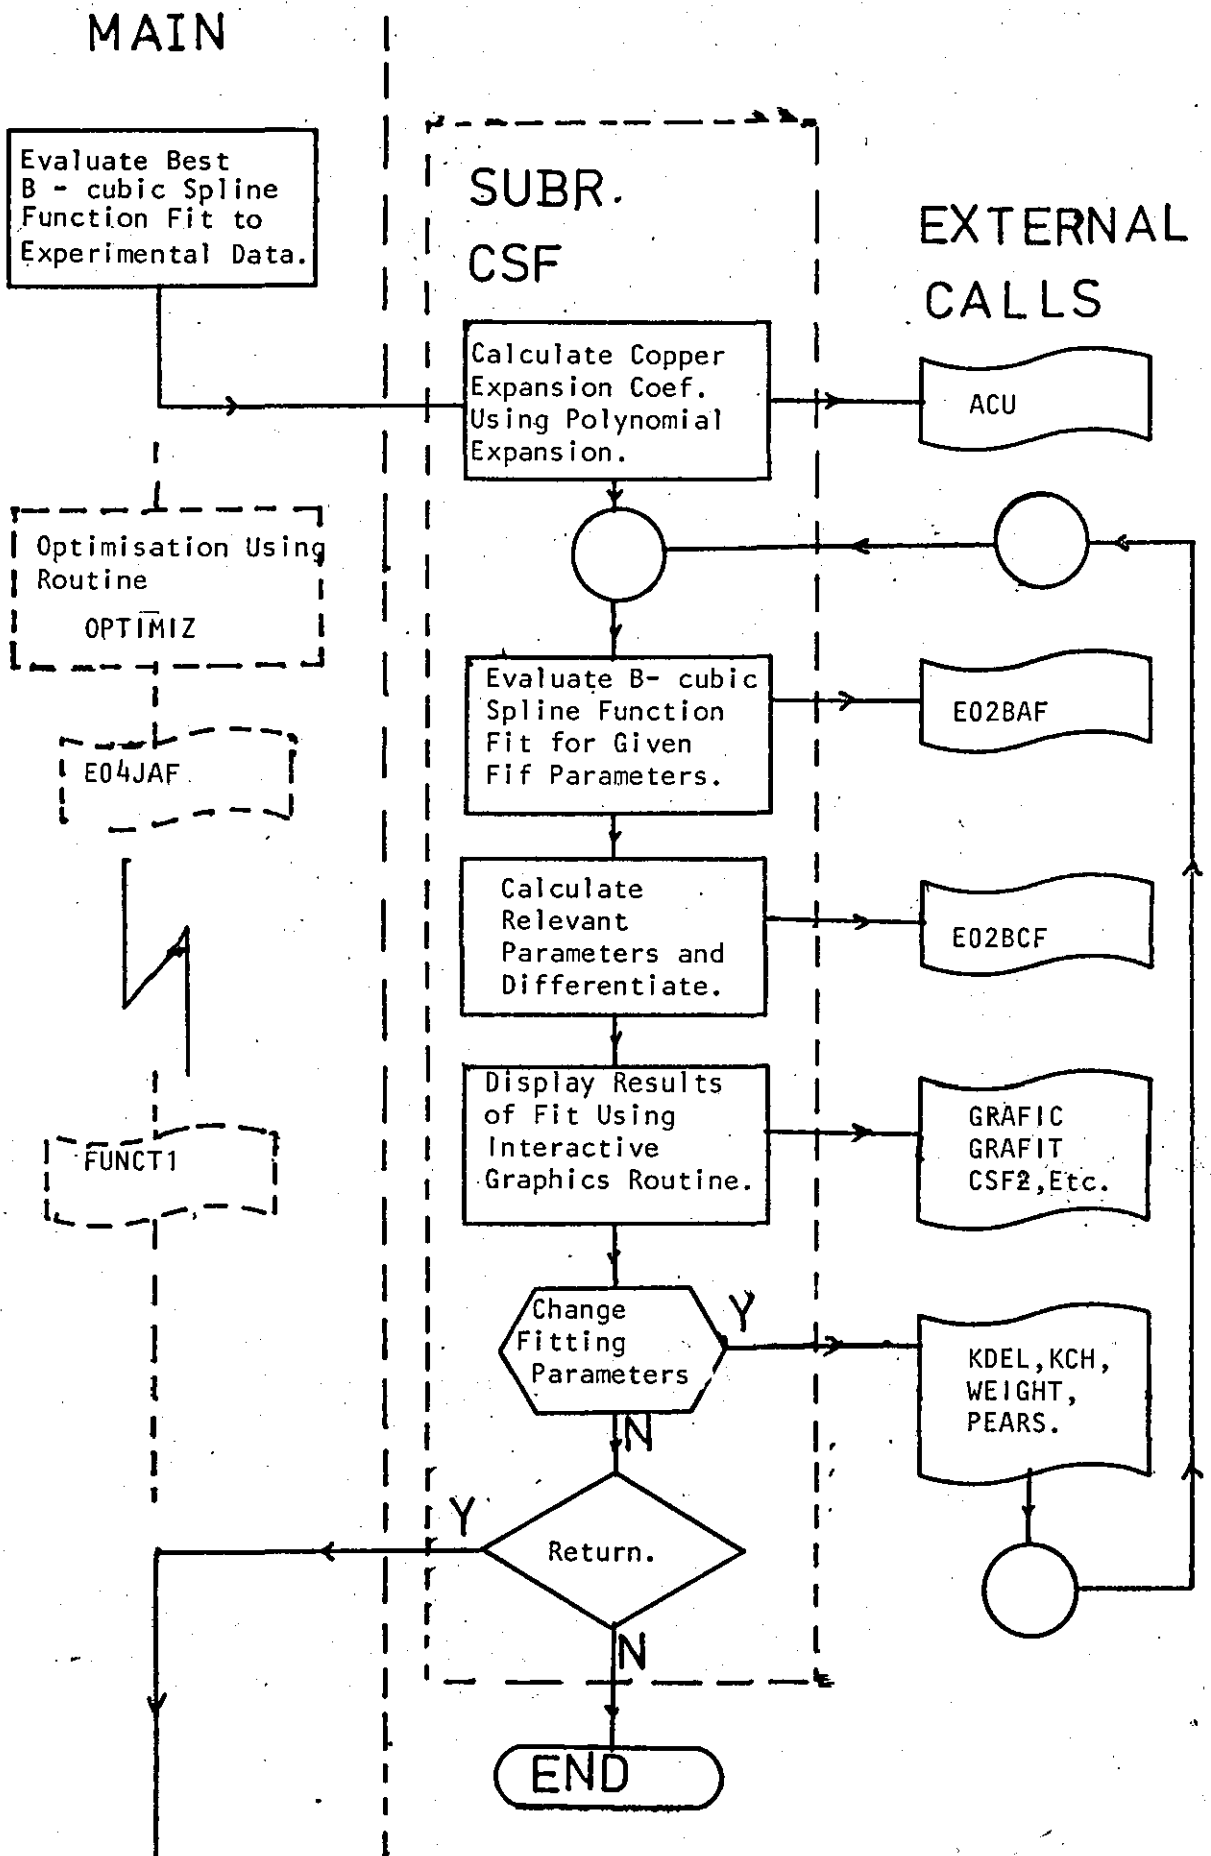 MAIN
Evaluate Best
B - cubic Spline
Function Fit to
Experimental Data.
Optimisation Using
Routine
OPTIMIZ
E04JAF
FUNCT1
SUBR.
CSF
Calculate Copper
Expansion Coef.
Using Polynomial
Expansion.
Evaluate B- cubic
Spline Function
Fit for Given
Fif Parameters.
Calculate
Relevant
Parameters and
Differentiate.
Display Results
of Fit Using
Interactive
Graphics Routine.
Change
Fitting
Parameters
Y
N
Return.
Y
N
END
EXTERNAL
CALLS
ACU
E02BAF
E02BCF
GRAFIC
GRAFIT
CSF2,Etc.
KDEL,KCH,
WEIGHT,
PEARS.